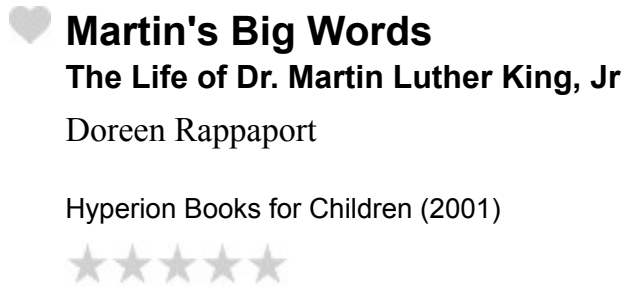 Martin's Big Words
The Life of Dr. Martin Luther King, Jr
Doreen Rappaport
Hyperion Books for Children (2001)